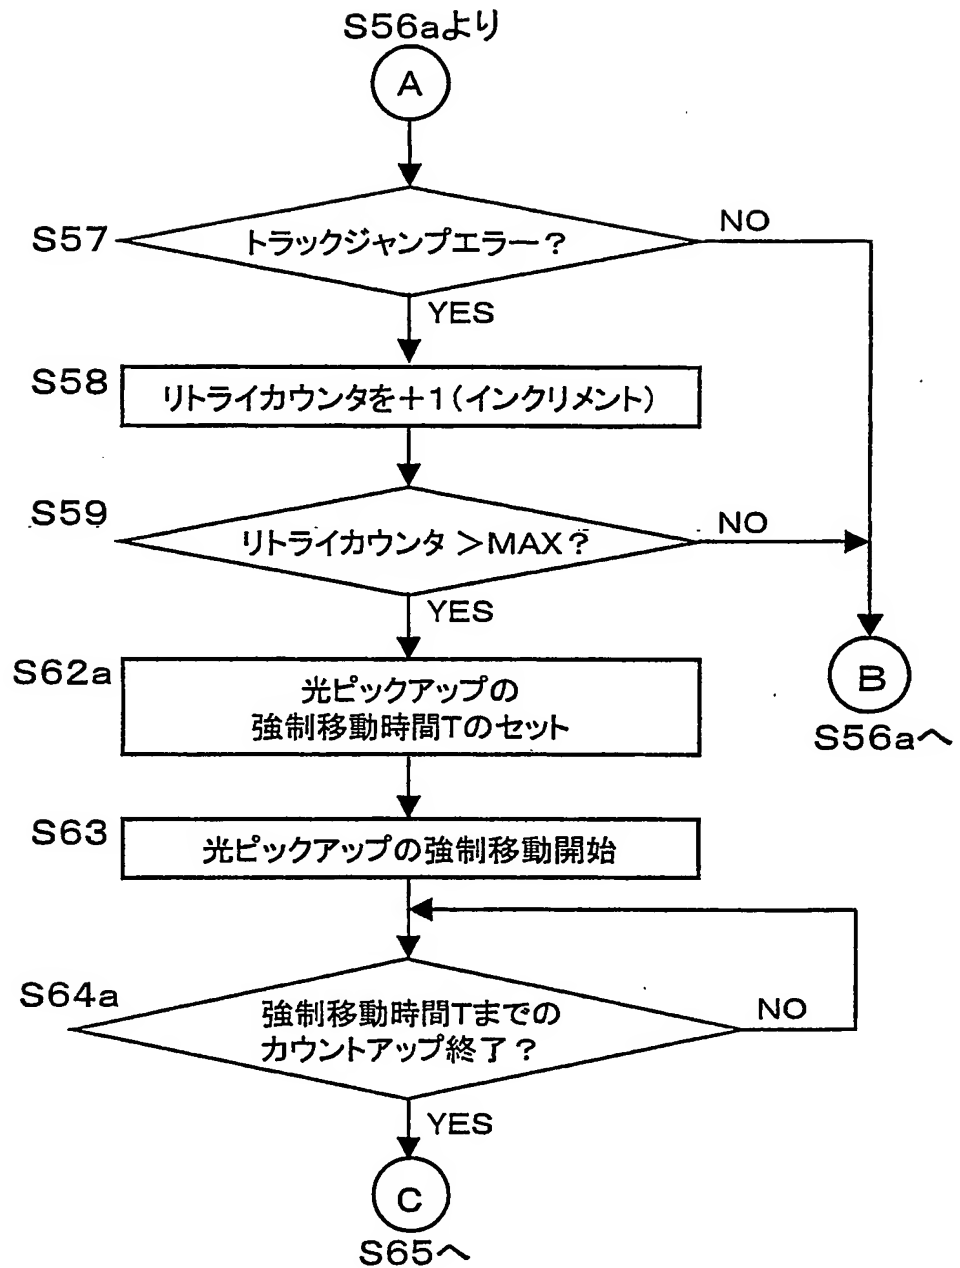 S56aより
A
S57
トラックジャンプエラー？
NO
YES
S58
リトライカウンタを＋1（インクリメント）
S59
リトライカウンタ ＞MAX？
NO
YES
S62a
光ピックアップの
強制移動時間Tのセット
B
S56aへ
S63
光ピックアップの強制移動開始
S64a
強制移動時間Tまでの
カウントアップ終了？
NO
YES
C
S65へ